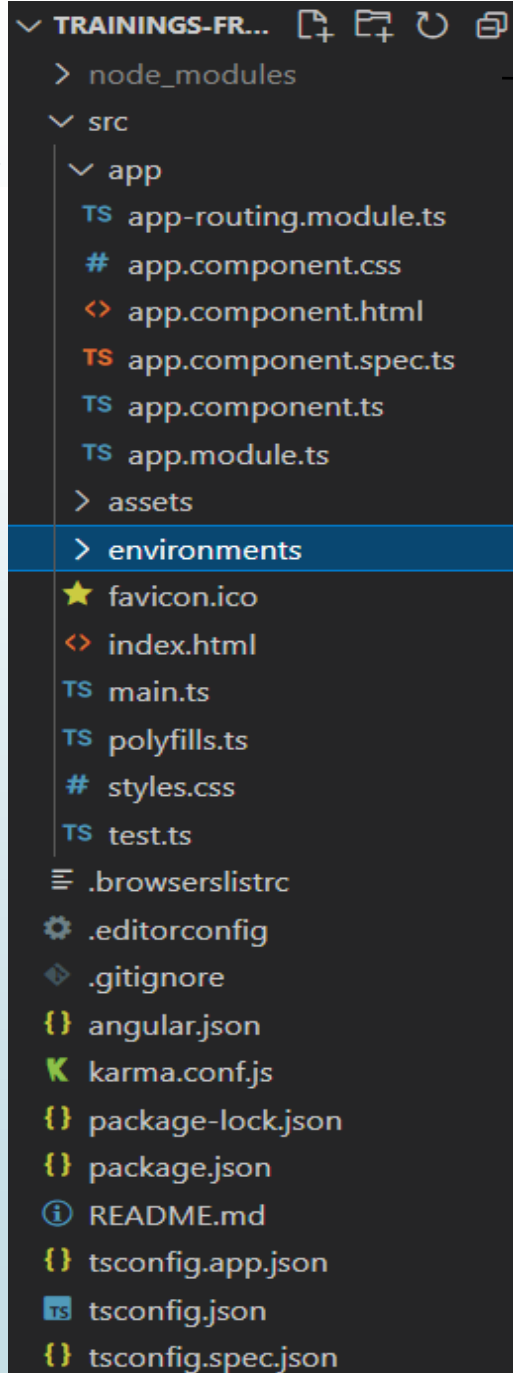 TRAININGS-FR...
node_modules
src
app
TS app-routing.module.ts
# app.component.css
<> app.component.html
TS app.component.spec.ts
TS app.component.ts
TS app.module.ts
assets
environments
favicon.ico
<> index.html
TS main.ts
TS polyfills.ts
# styles.css
TS test.ts
.browserslistrc
.editorconfig
.gitignore
{} angular.json
K karma.conf.js
{} package-lock.json
{} package.json
README.md
{} tsconfig.app.json
TS tsconfig.json
{} tsconfig.spec.json